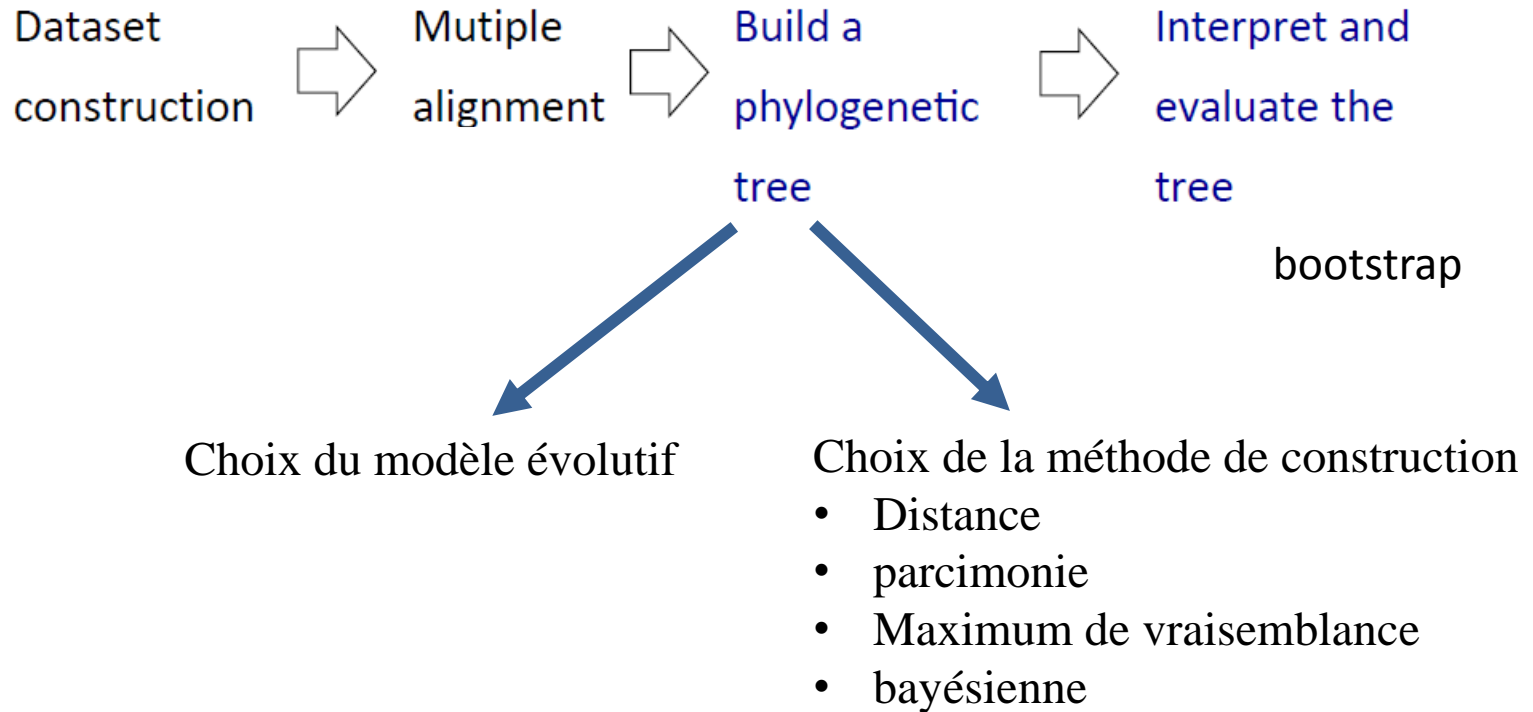 Dataset
construction
Mutiple
alignment
Build a
phylogenetic
tree
Interpret and
evaluate the
tree
bootstrap
Choix du modèle évolutif
Choix de la méthode de construction
• Distance
• parcimonie
• Maximum de vraisemblance
• bayésienne